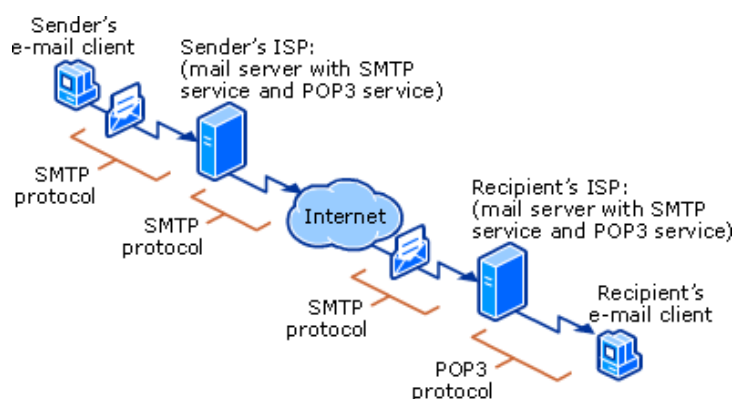 Sender's
e-mail client
Sender's ISP:
(mail server with SMTP
service and POP3 service)
SMTP
protocol
SMTP
protocol
Internet
Recipient's ISP:
(mail server with SMTP
service and POP3 service)
SMTP
protocol
Recipient's
e-mail client
POP3
protocol